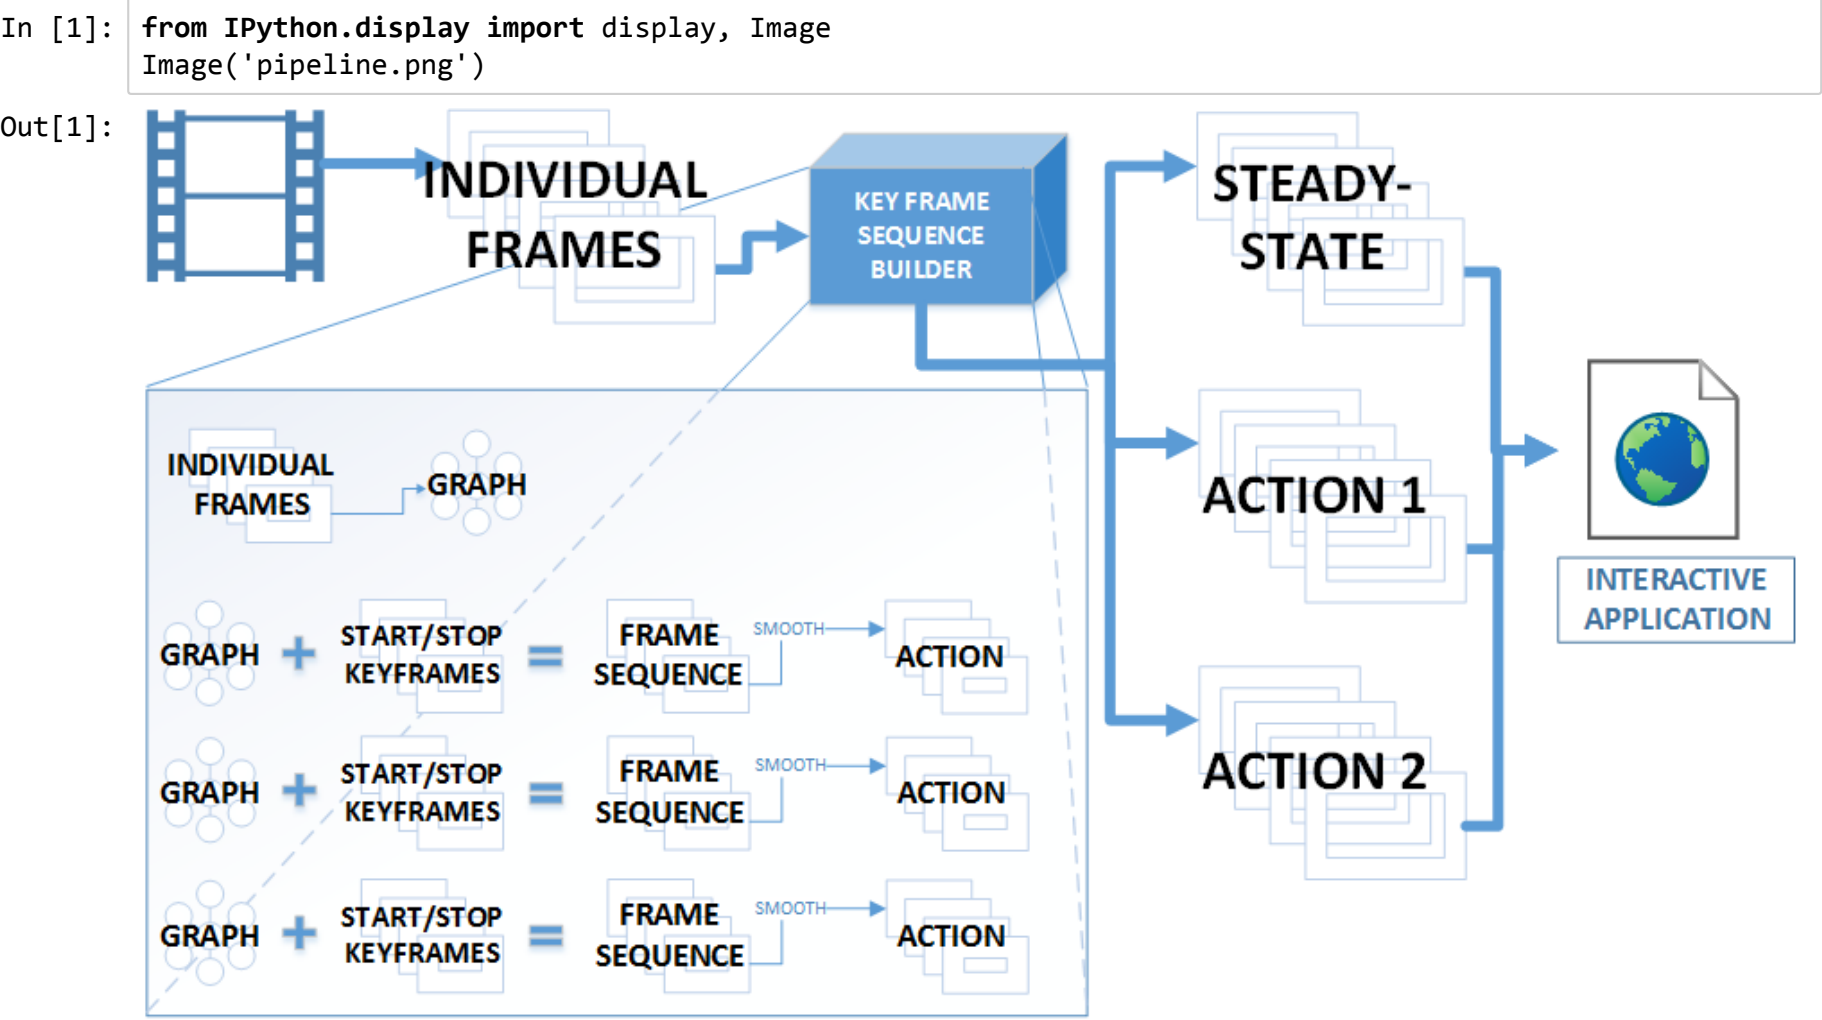 In [1]: from IPython.display import display, Image
Image('pipeline.png')
Out[1]:
INDIVIDUAL
FRAMES
KEY FRAME
SEQUENCE
BUILDER
STEADY-
STATE
ACTION 1
ACTION 2
INTERACTIVE
APPLICATION
INDIVIDUAL
FRAMES
GRAPH
GRAPH + START/STOP
KEYFRAMES = FRAME
SEQUENCE SMOOTH ACTION
GRAPH + START/STOP
KEYFRAMES = FRAME
SEQUENCE SMOOTH ACTION
GRAPH + START/STOP
KEYFRAMES = FRAME
SEQUENCE SMOOTH ACTION